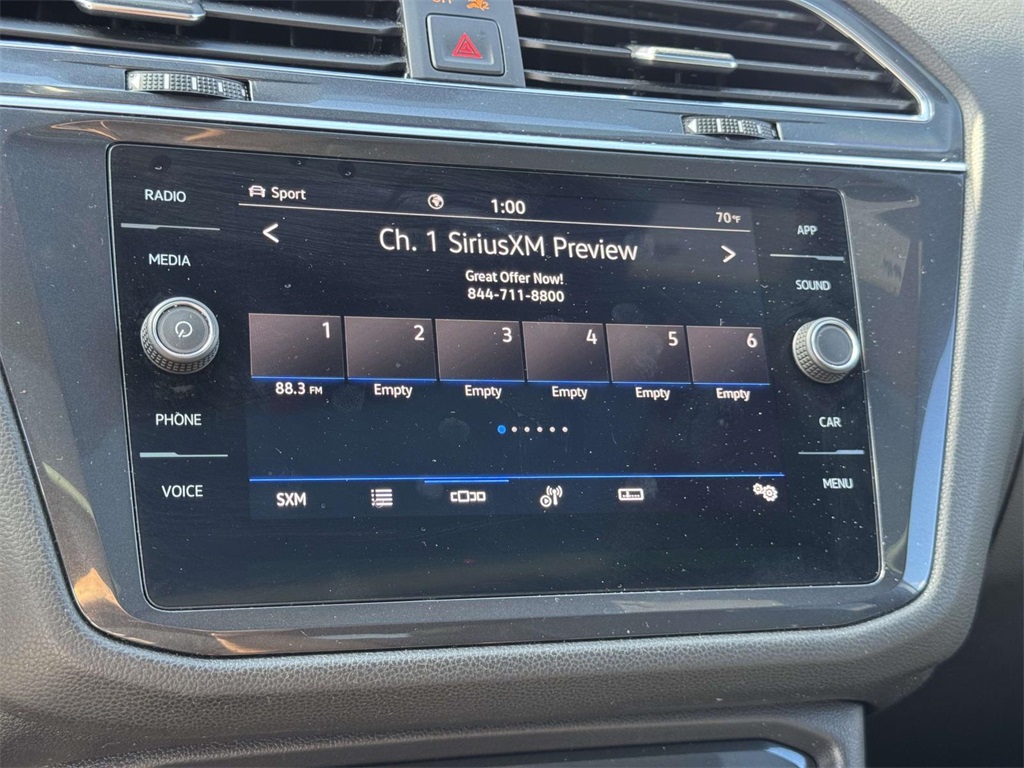 OFF
RADIO
MEDIA
PHONE
VOICE
Sport
1:00
70°F
< Ch. 1 SiriusXM Preview >
Great Offer Now!
844-711-8800
1 2 3 4 5 6
88.3 FM Empty Empty Empty Empty Empty
SXM
APP
SOUND
CAR
MENU